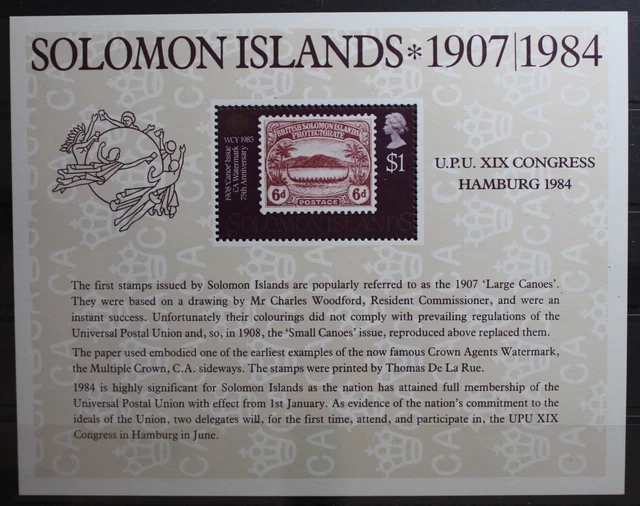 SOLOMON ISLANDS*1907|1984
WCY 1983
1908 'Canoe' Issue
CA Watermark
75th Anniversary
BRITISH SOLOMON ISLANDS
PROTECTORATE
6d
6d
POSTAGE
$1
SOLOMON ISLANDS
U.P.U. XIX CONGRESS
HAMBURG 1984
The first stamps issued by Solomon Islands are popularly referred to as the 1907 'Large Canoes'.
They were based on a drawing by Mr Charles Woodford, Resident Commissioner, and were an
instant success. Unfortunately their colourings did not comply with prevailing regulations of the
Universal Postal Union and, so, in 1908, the 'Small Canoes' issue, reproduced above replaced them.
The paper used embodied one of the earliest examples of the now famous Crown Agents Watermark,
the Multiple Crown, C.A. sideways. The stamps were printed by Thomas De La Rue.
1984 is highly significant for Solomon Islands as the nation has attained full membership of the
Universal Postal Union with effect from 1st January. As evidence of the nation's commitment to the
ideals of the Union, two delegates will, for the first time, attend, and participate in, the UPU XIX
Congress in Hamburg in June.